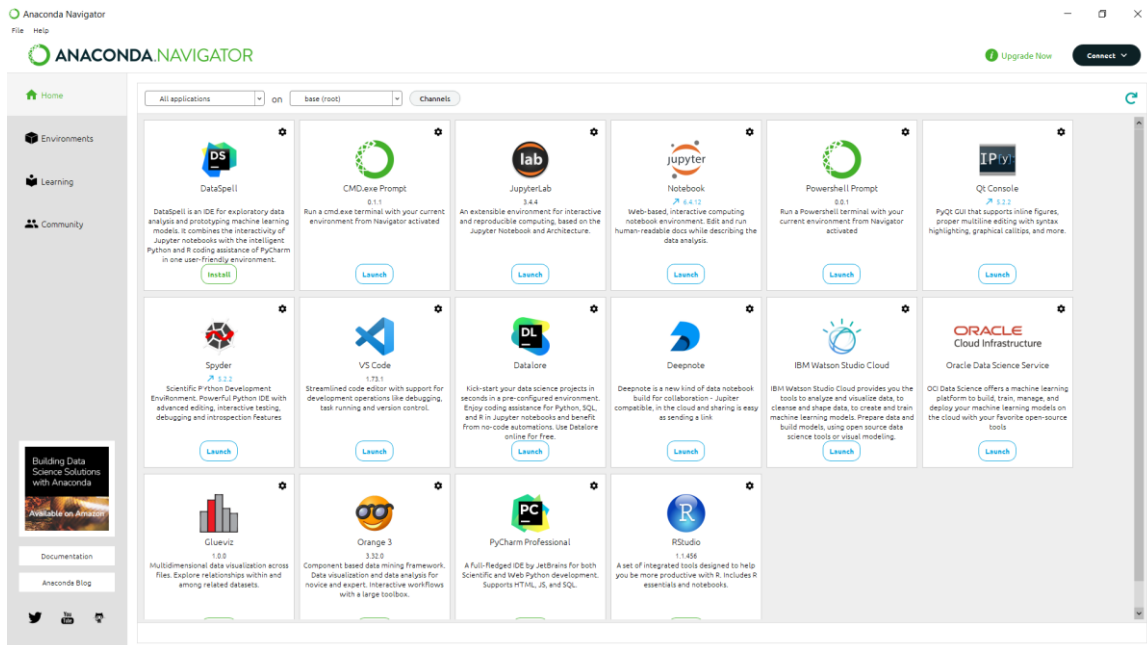 Anaconda Navigator
File Help
ANACONDA.NAVIGATOR
Upgrade Now
Connect
Home
Environments
Learning
Community
All applications
on
base (root)
Channels
DS
DataSpell
DataSpell is an IDE for exploratory data
analysis and prototyping machine learning
models. It combines the interactivity of
Jupyter notebooks with the intelligent
Python and R coding assistance of PyCharm
in one user-friendly environment.
Install
CMD.exe Prompt
0.1.1
Run a cmd.exe terminal with your current
environment from Navigator activated
Launch
lab
JupyterLab
3.4.4
An extensible environment for interactive
and reproducible computing, based on the
Jupyter Notebook and Architecture.
Launch
jupyter
Notebook
6.4.12
Web-based, interactive computing
notebook environment. Edit and run
human-readable docs while describing the
data analysis.
Launch
Powershell Prompt
0.0.1
Run a Powershell terminal with your
current environment from Navigator
activated
Launch
IP[y]:
Qt Console
5.2.2
PyQt GUI that supports inline figures,
proper multiline editing with syntax
highlighting, graphical calltips, and more.
Launch
Spyder
5.2.2
Scientific PYthon Development
EnviRonment. Powerful Python IDE with
advanced editing, interactive testing,
debugging and introspection features
Launch
VS Code
1.73.1
Streamlined code editor with support for
development operations like debugging,
task running and version control.
Launch
DL
Datalore
Kick-start your data science projects in
seconds in a pre-configured environment.
Enjoy coding assistance for Python, SQL,
and R in Jupyter notebooks and benefit
from no-code automations. Use Datalore
online for free.
Launch
Deepnote
Deepnote is a new kind of data notebook
build for collaboration - Jupiter
compatible, in the cloud and sharing is easy
as sending a link
Launch
IBM Watson Studio Cloud
IBM Watson Studio Cloud provides you the
tools to analyze and visualize data, to
cleanse and shape data, to create and train
machine learning models. Prepare data and
build models, using open source data
science tools or visual modeling.
Launch
ORACLE
Cloud Infrastructure
Oracle Data Science Service
OCI Data Science offers a machine learning
platform to build, train, manage, and
deploy your machine learning models on
the cloud with your favorite open-source
tools
Launch
Glueviz
1.0.0
Multidimensional data visualization across
files. Explore relationships within and
among related datasets.
Orange 3
3.32.0
Component based data mining framework.
Data visualization and data analysis for
novice and expert. Interactive workflows
with a large toolbox.
PC
PyCharm Professional
A full-fledged IDE by JetBrains for both
Scientific and Web Python development.
Supports HTML, JS, and SQL.
R
RStudio
1.1.456
A set of integrated tools designed to help
you be more productive with R. Includes R
essentials and notebooks.
Building Data
Science Solutions
with Anaconda
Available on Amazon
Documentation
Anaconda Blog
You
Tube